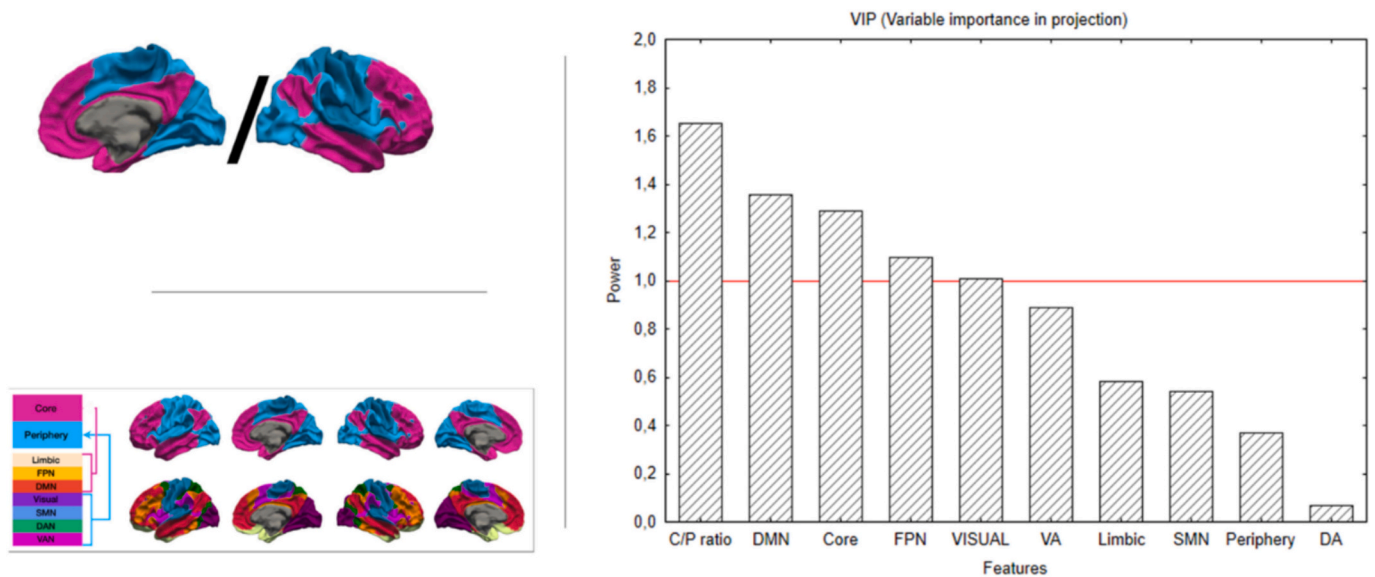 VIP (Variable importance in projection)
2,0
1,8
1,6
1,4
1,2
1,0
0,8
0,6
0,4
0,2
0,0
Power
C/P ratio DMN Core FPN VISUAL VA Limbic SMN Periphery DA
Features
Core
Periphery
Limbic
FPN
DMN
Visual
SMN
DAN
VAN